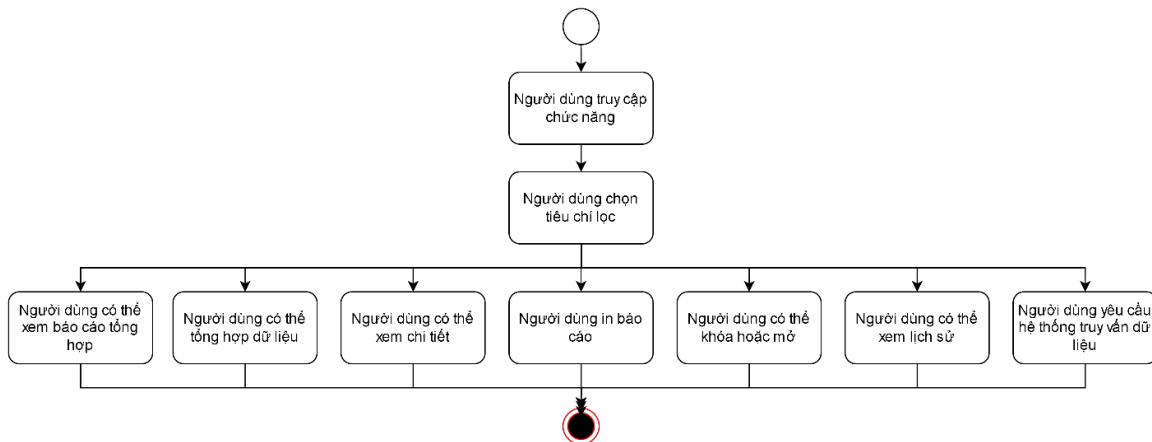 Người dùng truy cập
chức năng
Người dùng chọn
tiêu chí lọc
Người dùng có thể
xem báo cáo tổng
hợp
Người dùng có thể
tổng hợp dữ liệu
Người dùng có thể
xem chi tiết
Người dùng in báo
cáo
Người dùng có thể
khóa hoặc mở
Người dùng có thể
xem lịch sử
Người dùng yêu cầu
hệ thống truy vấn dữ
liệu